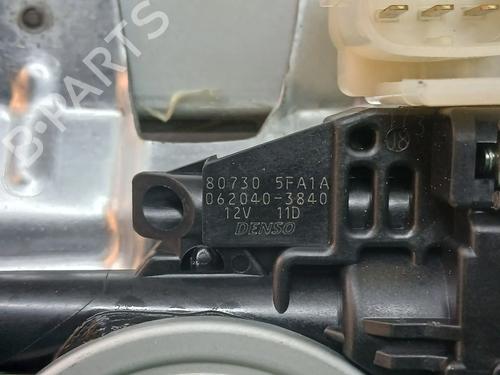 B-PARTS
80730 5FA1A
062040-3840
12V 11D
DENSO